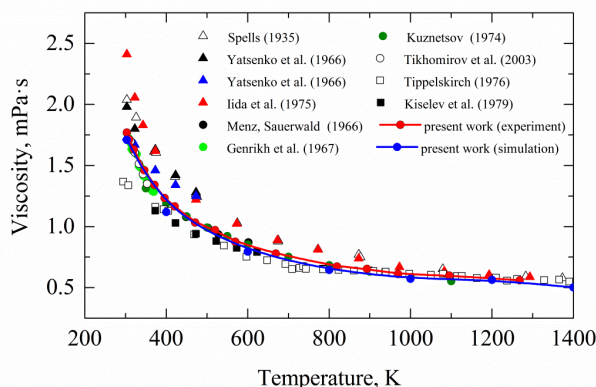 2.5
2.0
1.5
1.0
0.5
Viscosity, mPa·s
Spells (1935)
Yatsenko et al. (1966)
Yatsenko et al. (1966)
Iida et al. (1975)
Menz, Sauerwald (1966)
Genrikh et al. (1967)
Kuznetsov (1974)
Tikhomirov et al. (2003)
Tippelskirch (1976)
Kiselev et al. (1979)
present work (experiment)
present work (simulation)
200 400 600 800 1000 1200 1400
Temperature, K